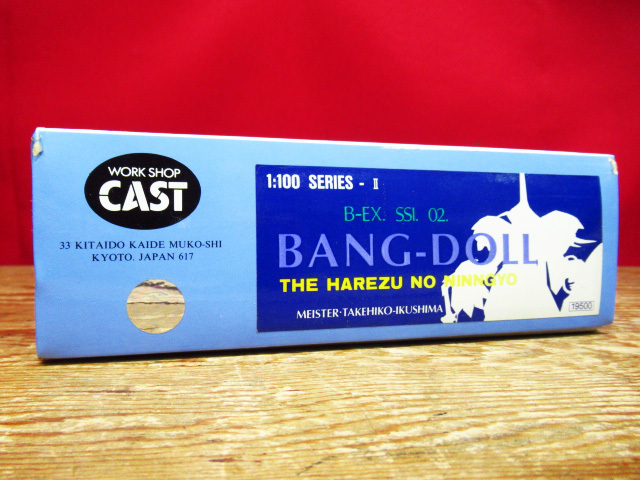 WORK SHOP
CAST
33 KITAIDO KAIDE MUKO-SHI
KYOTO. JAPAN 617
1:100 SERIES - II
B-EX. SSI. 02.
BANG-DOLL
THE HAREZU NO NINNGYO
MEISTER·TAKEHIKO-IKUSHIMA
19500